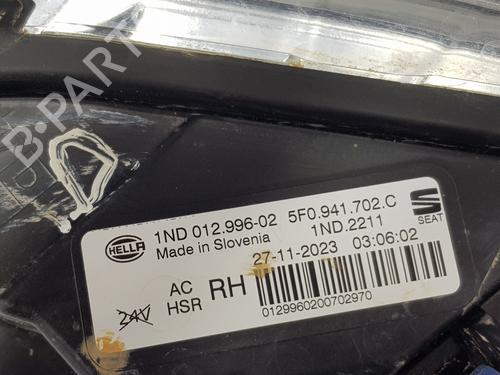 HELLA 1ND 012.996-02 5F0.941.702.C
Made in Slovenia 1ND.2211 SEAT
27-11-2023 03:06:02
AC
HSR RH
24V
0129960200702970